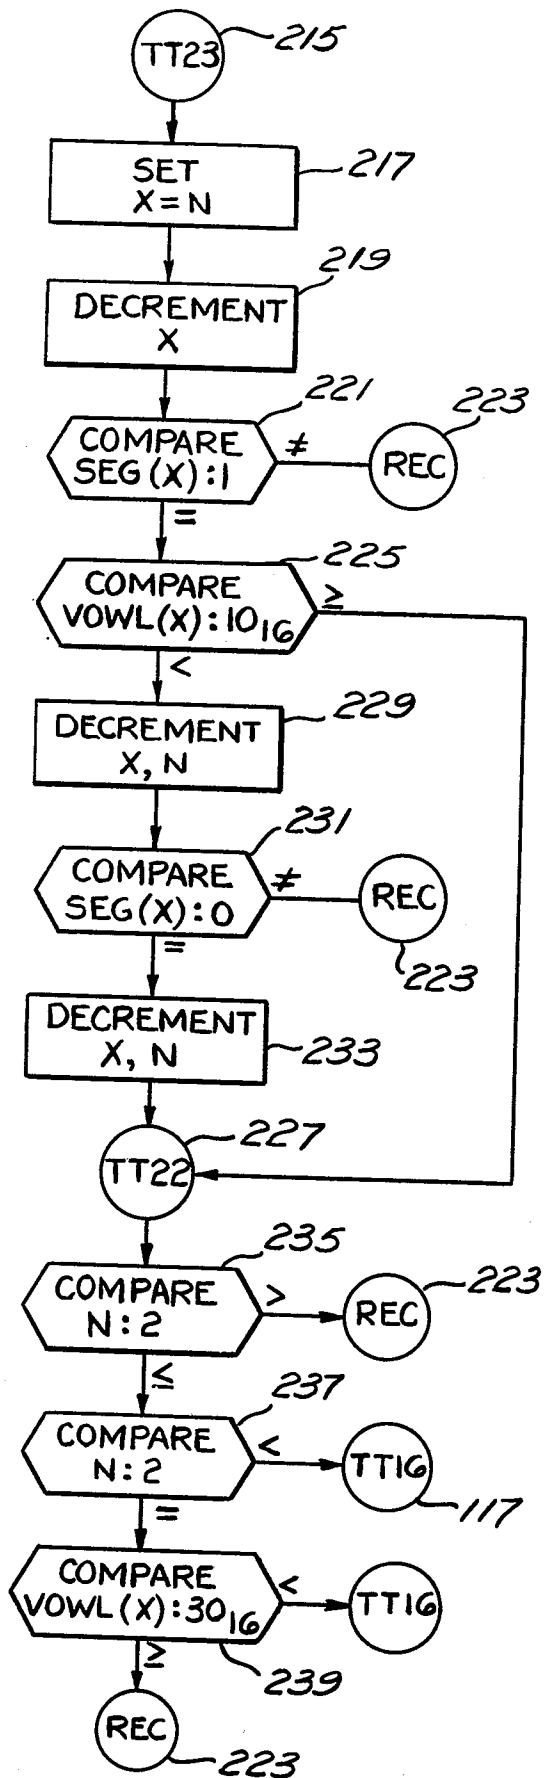 TT23
215
SET
X = N
217
219
DECREMENT
X
221
COMPARE
SEG (X) : 1
≠
REC
223
=
225
COMPARE
VOWL(X) : 10₁₆
≥
<
229
DECREMENT
X, N
231
COMPARE
SEG(X) : 0
≠
REC
223
=
DECREMENT
X, N
233
TT22
227
235
COMPARE
N : 2
>
REC
223
≤
237
COMPARE
N : 2
<
TT16
117
=
COMPARE
VOWL(X) : 30₁₆
<
TT16
239
≥
REC
223